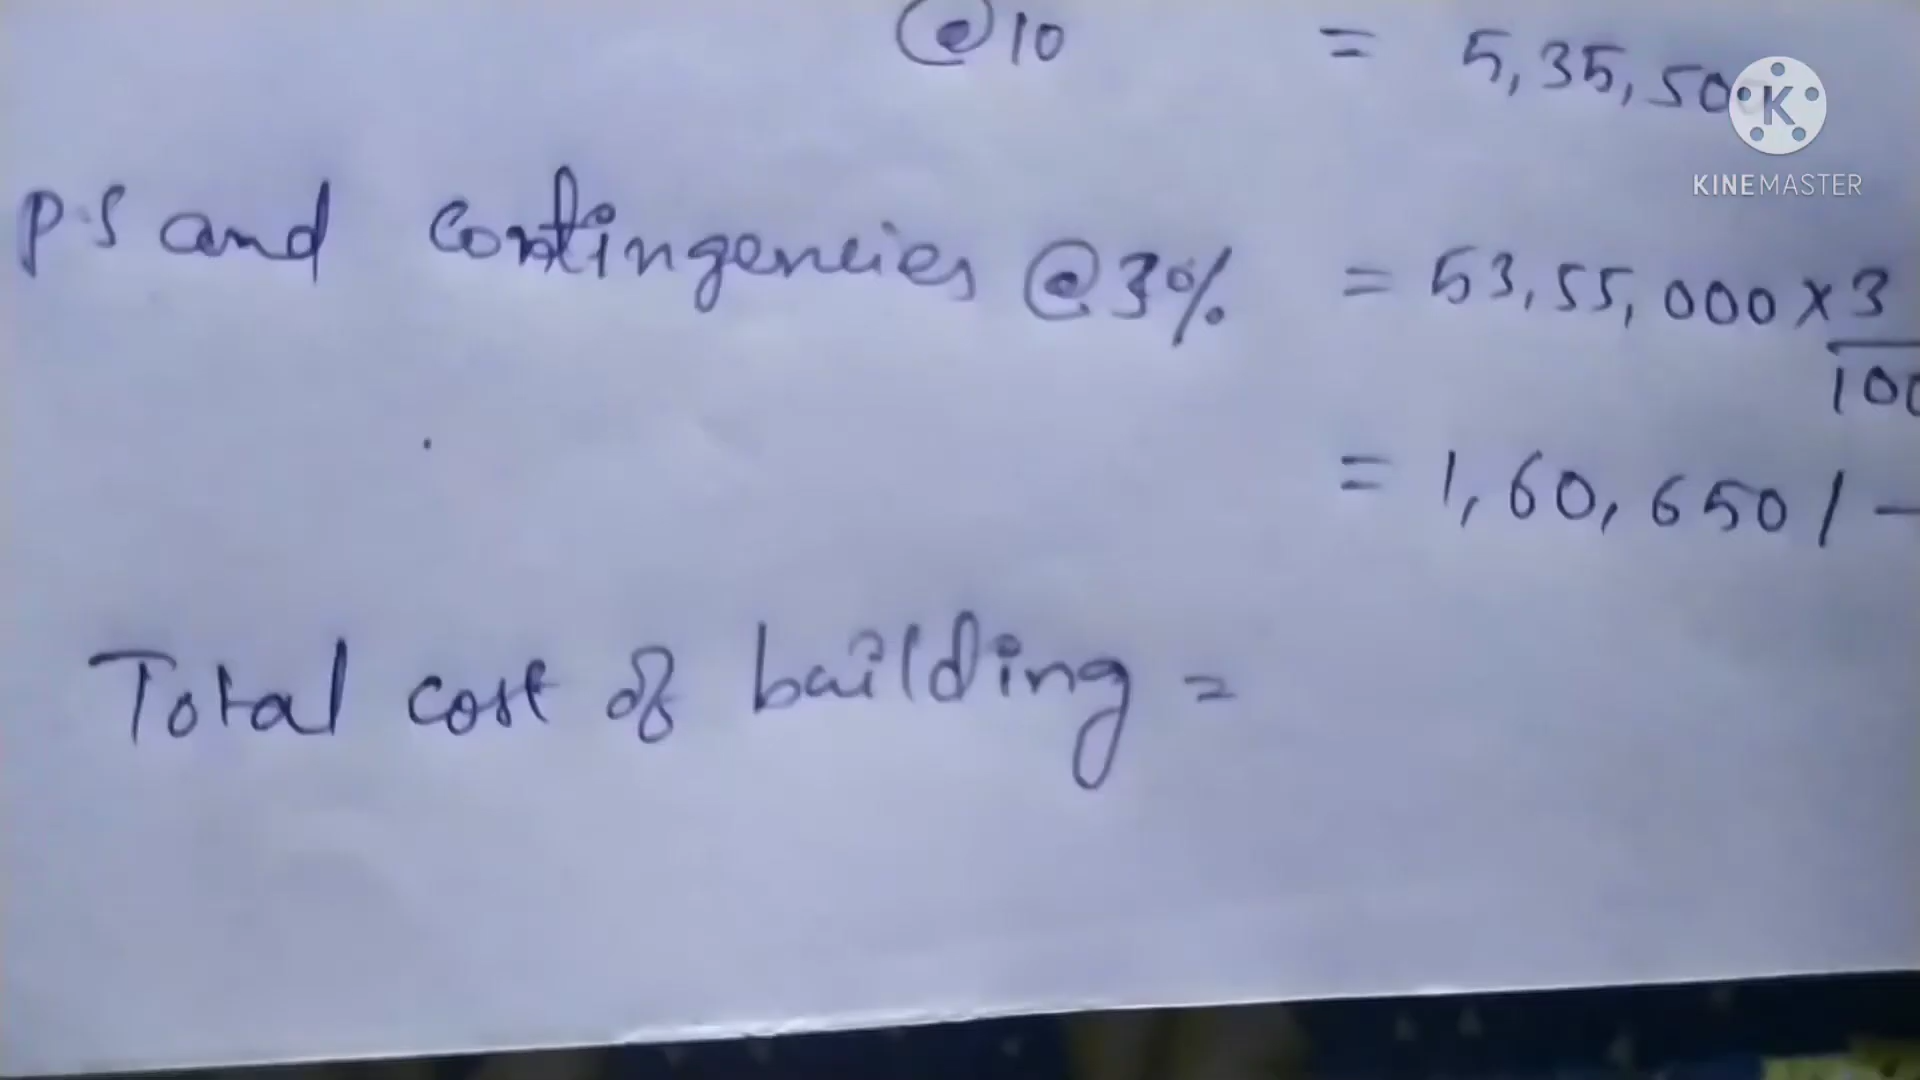 @10 = 5,35,500
K
KINEMASTER
P.S and contingencies @3% = 53,55,000 x 3
100
= 1,60,650/-
Total cost of building =